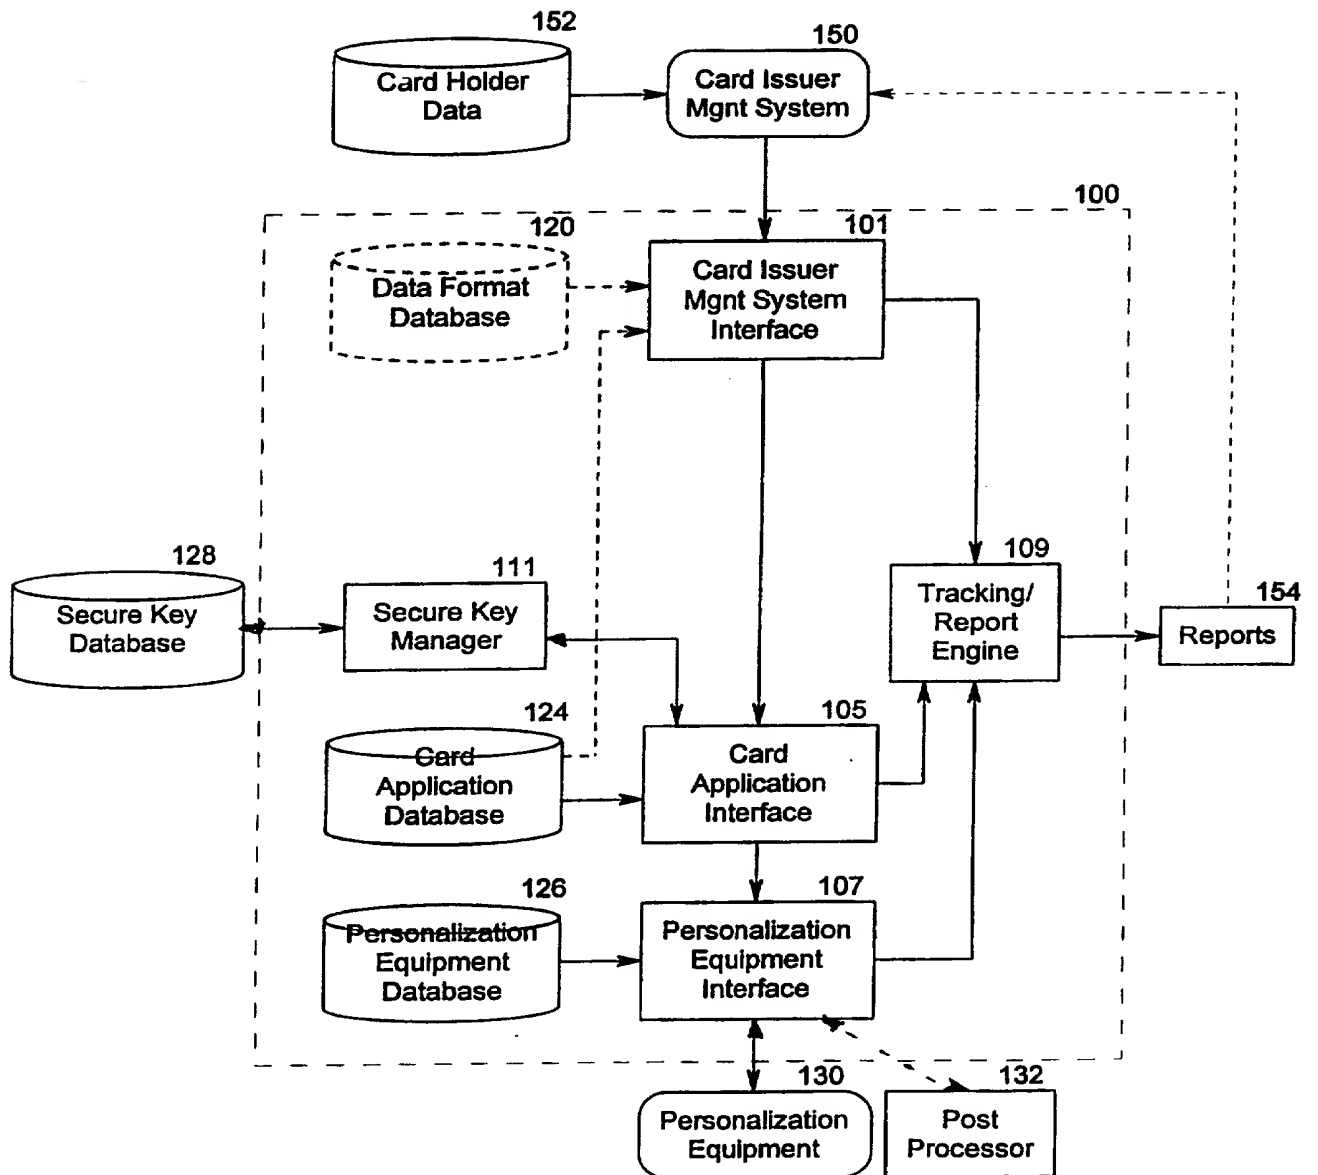 152
Card Holder
Data
150
Card Issuer
Mgnt System
100
120
Data Format
Database
101
Card Issuer
Mgnt System
Interface
128
Secure Key
Database
111
Secure Key
Manager
109
Tracking/
Report
Engine
154
Reports
124
Card
Application
Database
105
Card
Application
Interface
126
Personalization
Equipment
Database
107
Personalization
Equipment
Interface
130
Personalization
Equipment
132
Post
Processor